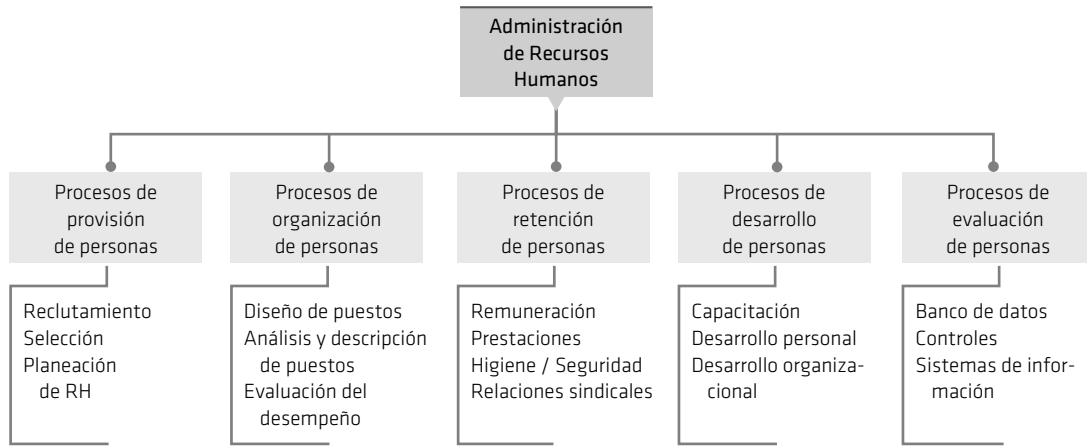 Administración
de Recursos
Humanos
Procesos de
provisión
de personas
Procesos de
organización
de personas
Procesos de
retención
de personas
Procesos de
desarrollo
de personas
Procesos de
evaluación
de personas
Reclutamiento
Selección
Planeación
de RH
Diseño de puestos
Análisis y descripción
de puestos
Evaluación del
desempeño
Remuneración
Prestaciones
Higiene / Seguridad
Relaciones sindicales
Capacitación
Desarrollo personal
Desarrollo organiza-
cional
Banco de datos
Controles
Sistemas de infor-
mación